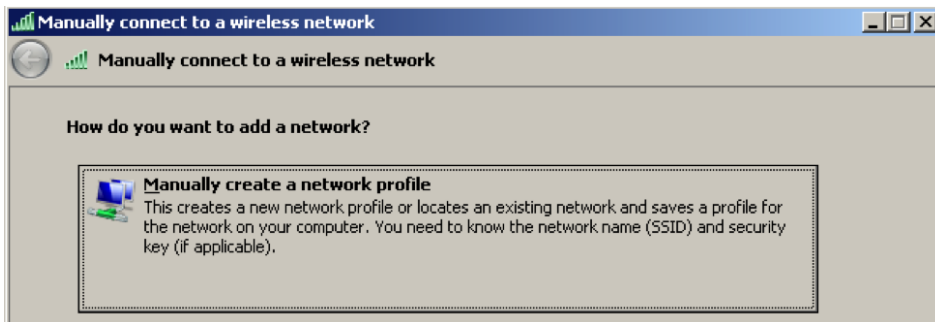 Manually connect to a wireless network
Manually connect to a wireless network
How do you want to add a network?
Manually create a network profile
This creates a new network profile or locates an existing network and saves a profile for
the network on your computer. You need to know the network name (SSID) and security
key (if applicable).